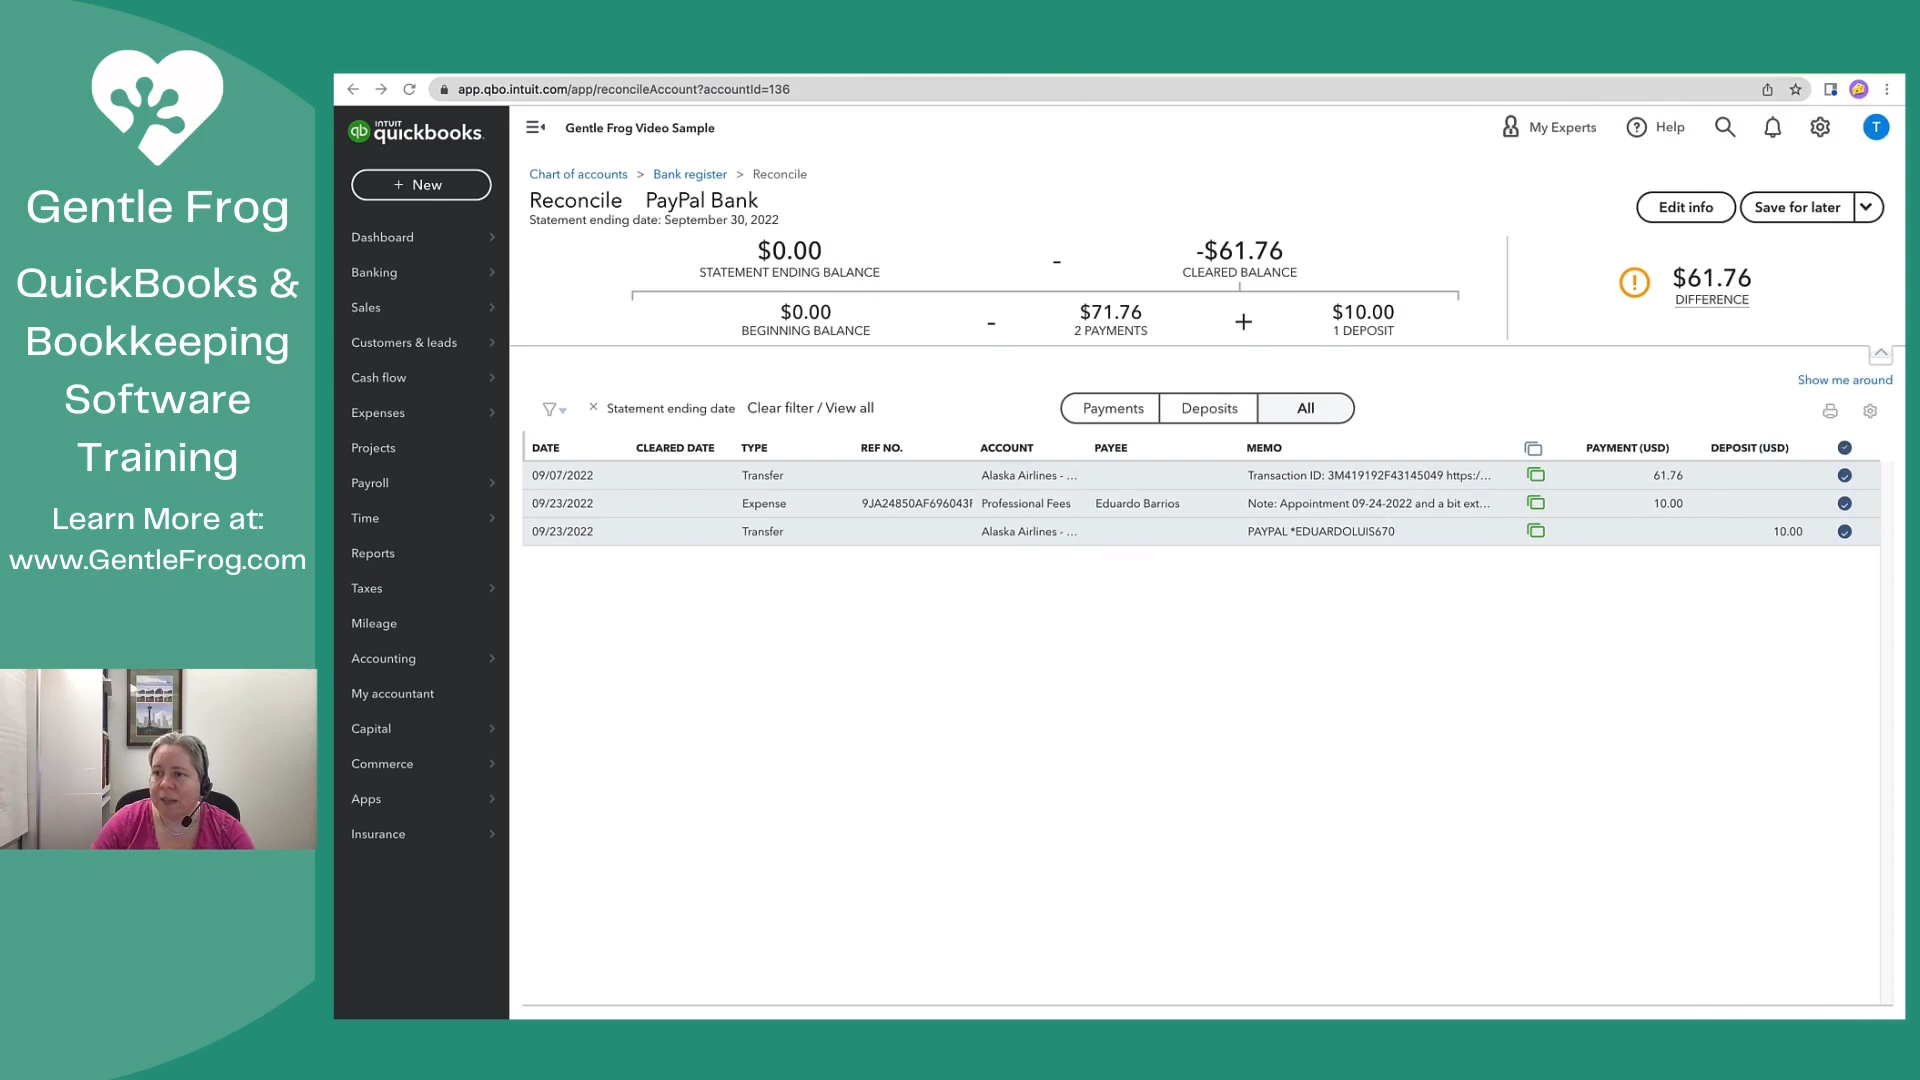 Gentle Frog
QuickBooks &
Bookkeeping
Software
Training
Learn More at:
www.GentleFrog.com
app.qbo.intuit.com/app/reconcileAccount?accountId=136
qb INTUIT quickbooks.
+ New
Dashboard
Banking
Sales
Customers & leads
Cash flow
Expenses
Projects
Payroll
Time
Reports
Taxes
Mileage
Accounting
My accountant
Capital
Commerce
Apps
Insurance
Gentle Frog Video Sample
My Experts
? Help
T
Chart of accounts > Bank register > Reconcile
Reconcile PayPal Bank
Statement ending date: September 30, 2022
Edit info
Save for later
$0.00 - -$61.76
STATEMENT ENDING BALANCE CLEARED BALANCE
! $61.76
DIFFERENCE
$0.00 - $71.76 + $10.00
BEGINNING BALANCE 2 PAYMENTS 1 DEPOSIT
Show me around
× Statement ending date Clear filter / View all
Payments Deposits All
DATE CLEARED DATE TYPE REF NO. ACCOUNT PAYEE MEMO PAYMENT (USD) DEPOSIT (USD)
09/07/2022 Transfer Alaska Airlines - ... Transaction ID: 3M419192F43145049 https:/... 61.76
09/23/2022 Expense 9JA24850AF696043F Professional Fees Eduardo Barrios Note: Appointment 09-24-2022 and a bit ext... 10.00
09/23/2022 Transfer Alaska Airlines - ... PAYPAL *EDUARDOLUIS670 10.00